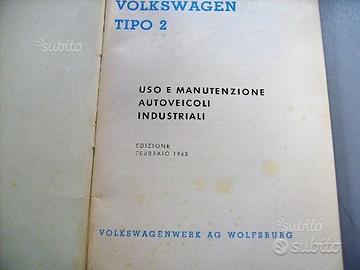 VOLKSWAGEN
TIPO 2
USO E MANUTENZIONE
AUTOVEICOLI
INDUSTRIALI
EDIZIONE
FEBBRAIO 1963
VOLKSWAGENWERK AG WOLFSBURG
subito
subito
subito